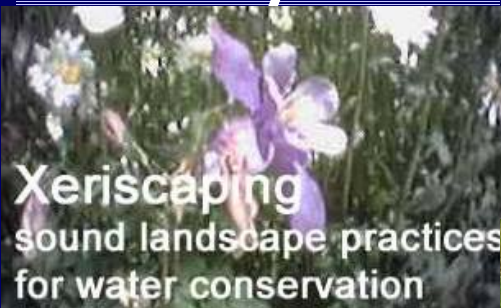 Xeriscaping
sound landscape practices
for water conservation